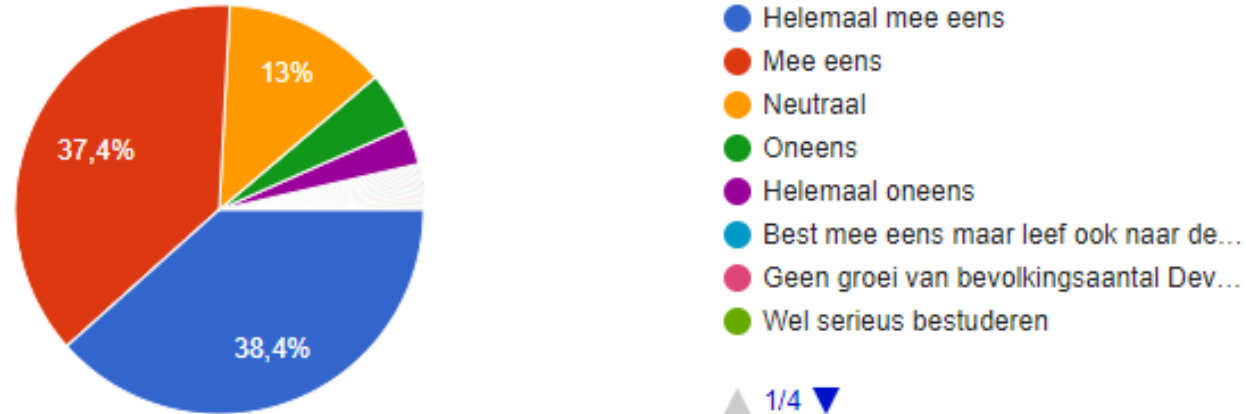 Helemaal mee eens
Mee eens
Neutraal
Oneens
Helemaal oneens
Best mee eens maar leef ook naar de...
Geen groei van bevolkingsaantal Dev...
Wel serieus bestuderen
1/4
13%
37,4%
38,4%